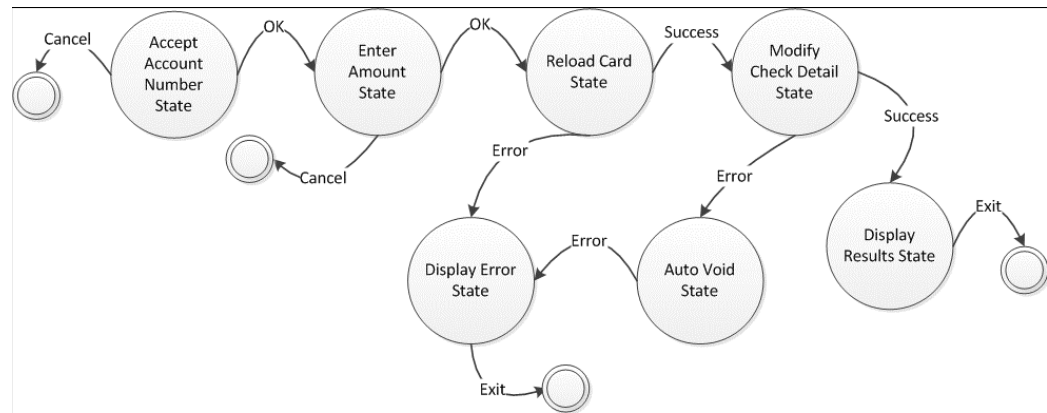 Cancel
Accept
Account
Number
State
OK
Enter
Amount
State
OK
Reload Card
State
Success
Modify
Check Detail
State
Success
Cancel
Error
Error
Display Error
State
Error
Auto Void
State
Display
Results State
Exit
Exit